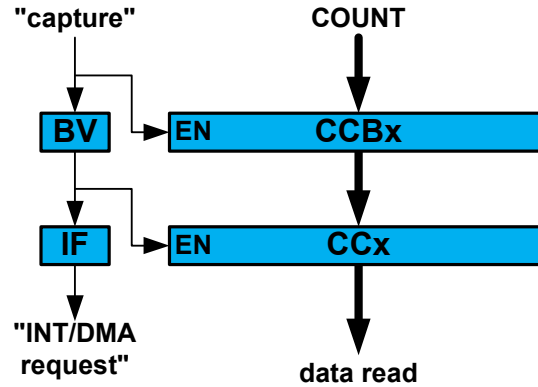 "capture"
COUNT
BV
EN
CCBx
IF
EN
CCx
"INT/DMA
request"
data read